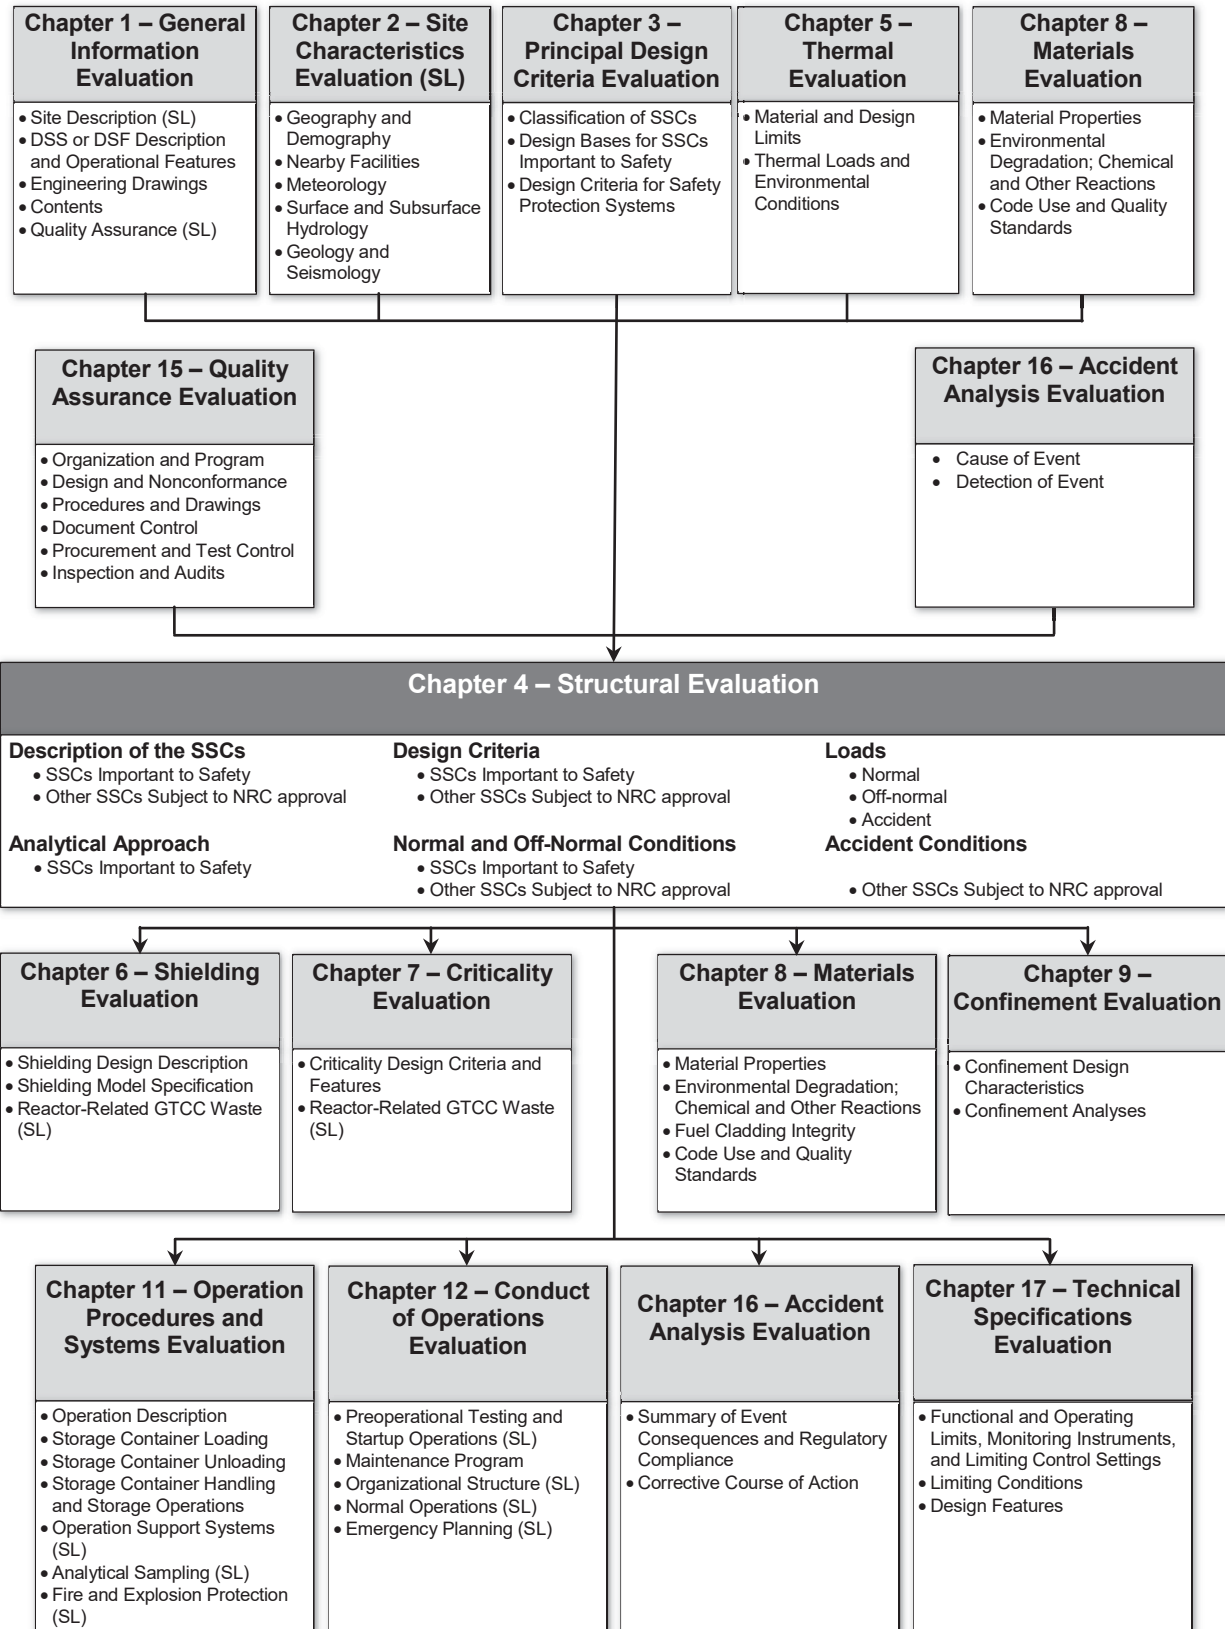 Chapter 1 – General
Information
Evaluation
• Site Description (SL)
• DSS or DSF Description
and Operational Features
• Engineering Drawings
• Contents
• Quality Assurance (SL)
Chapter 2 – Site
Characteristics
Evaluation (SL)
• Geography and
Demography
• Nearby Facilities
• Meteorology
• Surface and Subsurface
Hydrology
• Geology and
Seismology
Chapter 3 –
Principal Design
Criteria Evaluation
• Classification of SSCs
• Design Bases for SSCs
Important to Safety
• Design Criteria for Safety
Protection Systems
Chapter 5 –
Thermal
Evaluation
• Material and Design
Limits
• Thermal Loads and
Environmental
Conditions
Chapter 8 –
Materials
Evaluation
• Material Properties
• Environmental
Degradation; Chemical
and Other Reactions
• Code Use and Quality
Standards
Chapter 15 – Quality
Assurance Evaluation
• Organization and Program
• Design and Nonconformance
• Procedures and Drawings
• Document Control
• Procurement and Test Control
• Inspection and Audits
Chapter 16 – Accident
Analysis Evaluation
• Cause of Event
• Detection of Event
Chapter 4 – Structural Evaluation
Description of the SSCs
• SSCs Important to Safety
• Other SSCs Subject to NRC approval
Design Criteria
• SSCs Important to Safety
• Other SSCs Subject to NRC approval
Loads
• Normal
• Off-normal
• Accident
Analytical Approach
• SSCs Important to Safety
Normal and Off-Normal Conditions
• SSCs Important to Safety
• Other SSCs Subject to NRC approval
Accident Conditions
• Other SSCs Subject to NRC approval
Chapter 6 – Shielding
Evaluation
• Shielding Design Description
• Shielding Model Specification
• Reactor-Related GTCC Waste
(SL)
Chapter 7 – Criticality
Evaluation
• Criticality Design Criteria and
Features
• Reactor-Related GTCC Waste
(SL)
Chapter 8 – Materials
Evaluation
• Material Properties
• Environmental Degradation;
Chemical and Other Reactions
• Fuel Cladding Integrity
• Code Use and Quality
Standards
Chapter 9 –
Confinement Evaluation
• Confinement Design
Characteristics
• Confinement Analyses
Chapter 11 – Operation
Procedures and
Systems Evaluation
• Operation Description
• Storage Container Loading
• Storage Container Unloading
• Storage Container Handling
and Storage Operations
• Operation Support Systems
(SL)
• Analytical Sampling (SL)
• Fire and Explosion Protection
(SL)
Chapter 12 – Conduct
of Operations
Evaluation
• Preoperational Testing and
Startup Operations (SL)
• Maintenance Program
• Organizational Structure (SL)
• Normal Operations (SL)
• Emergency Planning (SL)
Chapter 16 – Accident
Analysis Evaluation
• Summary of Event
Consequences and Regulatory
Compliance
• Corrective Course of Action
Chapter 17 – Technical
Specifications
Evaluation
• Functional and Operating
Limits, Monitoring Instruments,
and Limiting Control Settings
• Limiting Conditions
• Design Features